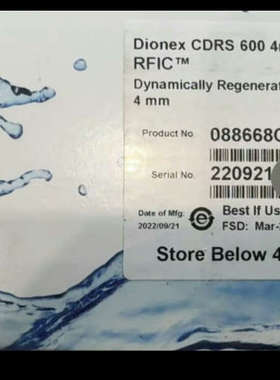 Dionex CDRS 600 4
RFIC™
Dynamically Regenerat
4 mm
Product No. 088668
Serial No. 220921
Date of Mfg:
2022/09/21
Best If Us
FSD: Mar-
Store Below 4